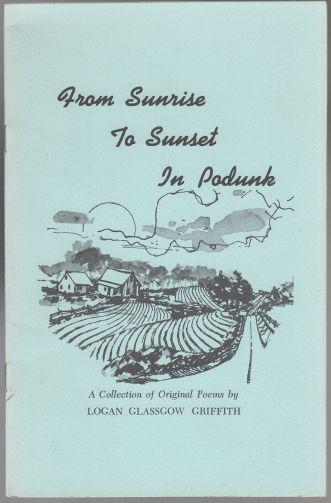 From Sunrise
To Sunset
In Podunk
A Collection of Original Poems by
LOGAN GLASSGOW GRIFFITH